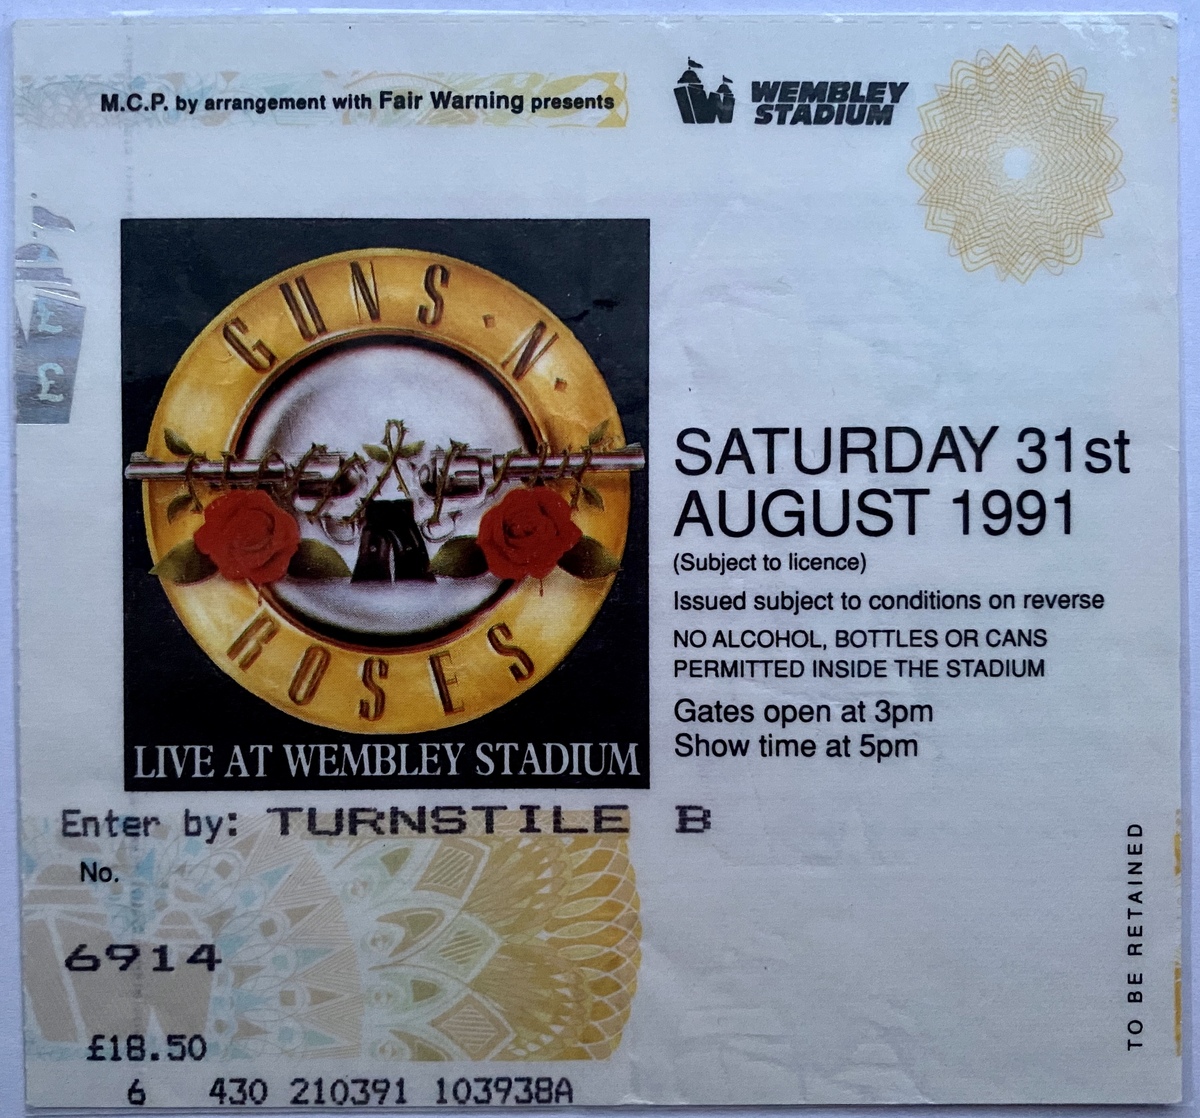 M.C.P. by arrangement with Fair Warning presents
WEMBLEY
STADIUM
GUNS·N·
ROSES
LIVE AT WEMBLEY STADIUM
SATURDAY 31st
AUGUST 1991
(Subject to licence)
Issued subject to conditions on reverse
NO ALCOHOL, BOTTLES OR CANS
PERMITTED INSIDE THE STADIUM
Gates open at 3pm
Show time at 5pm
Enter by: TURNSTILE B
No.
6914
£18.50
6 430 210391 103938A
TO BE RETAINED
££
£